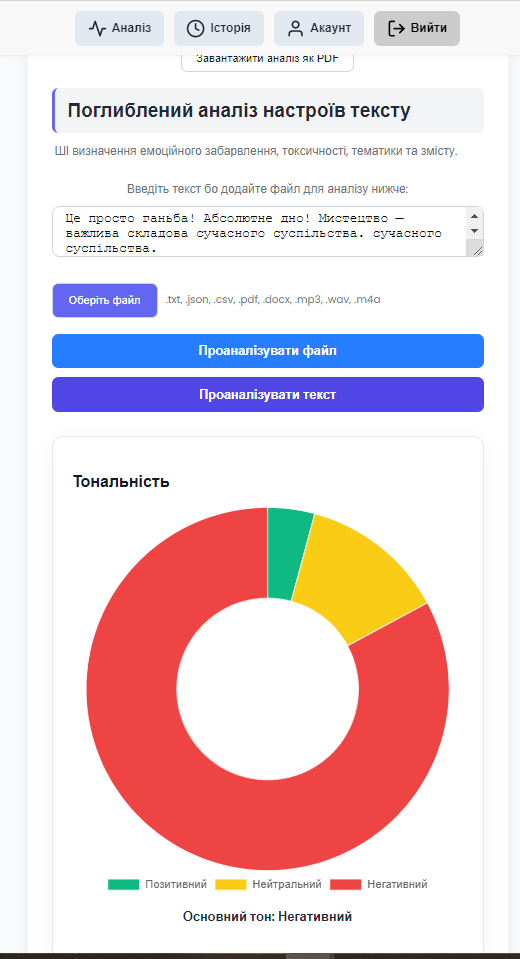 Аналіз
Історія
Акаунт
Вийти
Завантажити аналіз як PDF
Поглиблений аналіз настроїв тексту
ШІ визначення емоційного забарвлення, токсичності, тематики та змісту.
Введіть текст бо додайте файл для аналізу нижче:
Це просто ганьба! Абсолютне дно! Мистецтво —
важлива складова сучасного суспільства. сучасного
суспільства.
Оберіть файл
.txt, .json, .csv, .pdf, .docx, .mp3, .wav, .m4a
Проаналізувати файл
Проаналізувати текст
Тональність
Позитивний
Нейтральний
Негативний
Основний тон: Негативний